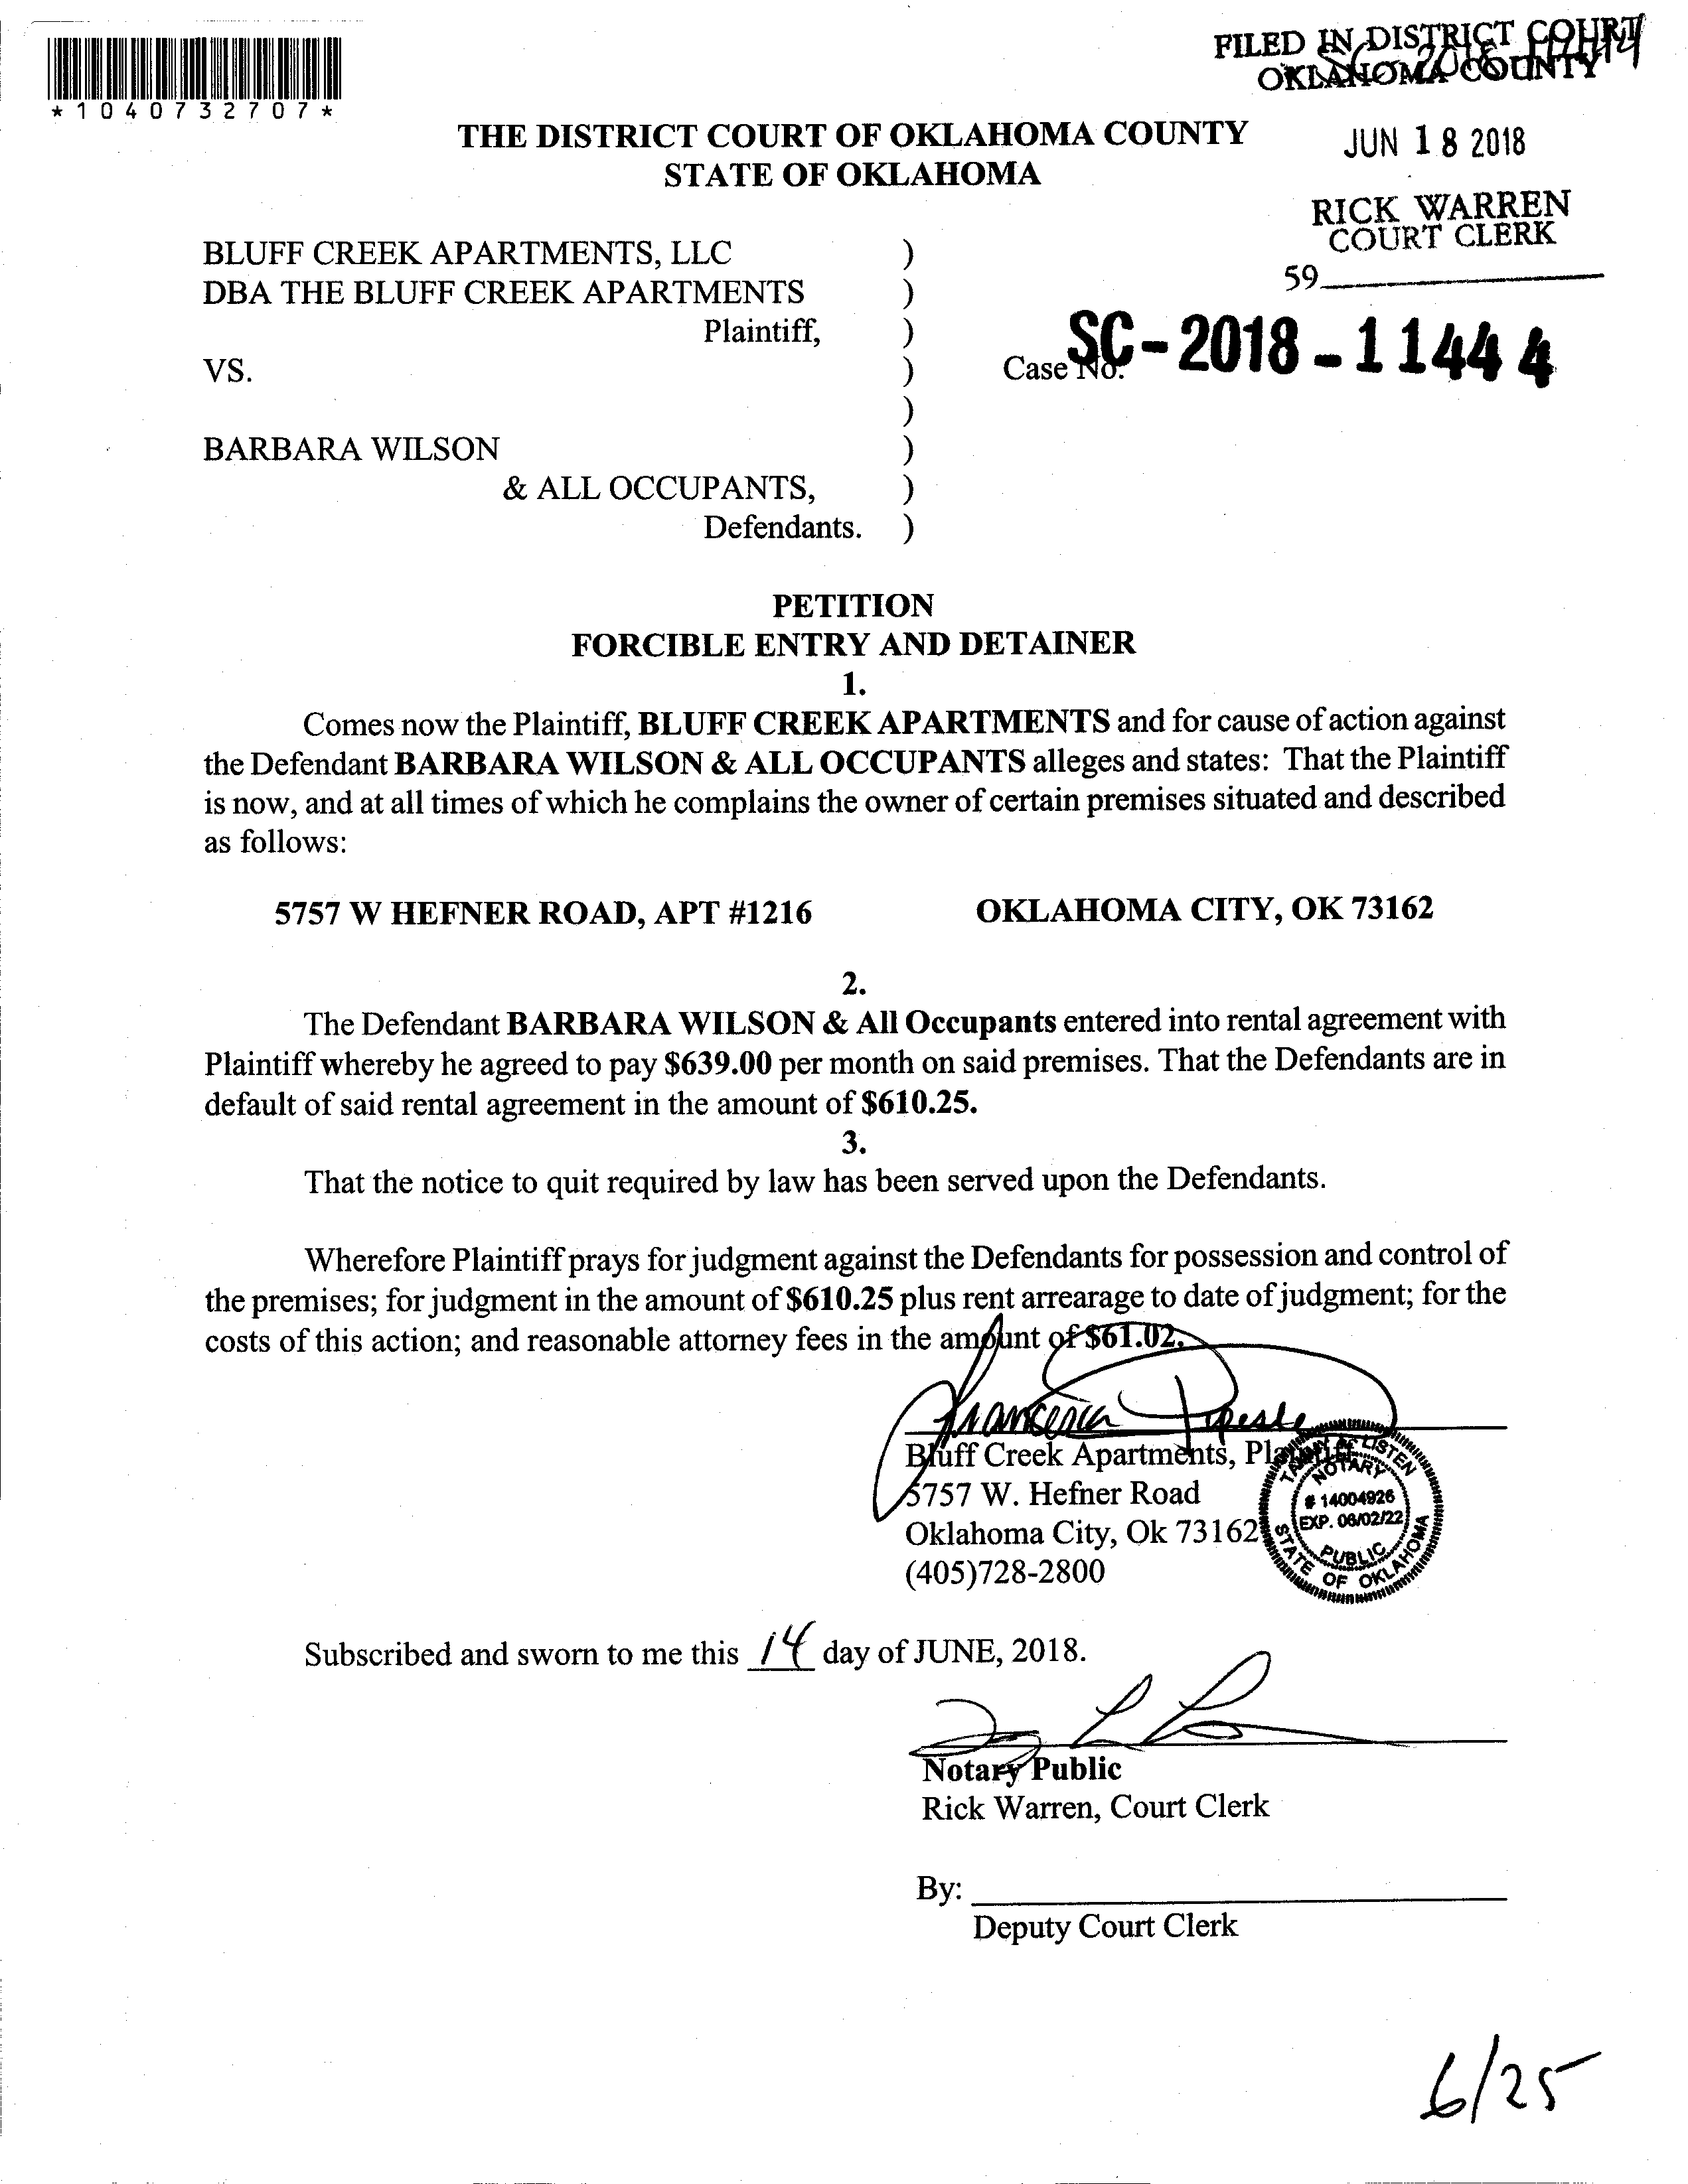 FILED IN DISTRICT COURT
OKLAHOMA COUNTY
*1040732707*
THE DISTRICT COURT OF OKLAHOMA COUNTY
STATE OF OKLAHOMA
JUN 18 2018
RICK WARREN
COURT CLERK
59
BLUFF CREEK APARTMENTS, LLC )
DBA THE BLUFF CREEK APARTMENTS )
Plaintiff, )
VS. ) Case No. SC-2018-11444
)
BARBARA WILSON )
& ALL OCCUPANTS, )
Defendants. )
PETITION
FORCIBLE ENTRY AND DETAINER
1.
Comes now the Plaintiff, BLUFF CREEK APARTMENTS and for cause of action against
the Defendant BARBARA WILSON & ALL OCCUPANTS alleges and states: That the Plaintiff
is now, and at all times of which he complains the owner of certain premises situated and described
as follows:
5757 W HEFNER ROAD, APT #1216 OKLAHOMA CITY, OK 73162
2.
The Defendant BARBARA WILSON & All Occupants entered into rental agreement with
Plaintiff whereby he agreed to pay $639.00 per month on said premises. That the Defendants are in
default of said rental agreement in the amount of $610.25.
3.
That the notice to quit required by law has been served upon the Defendants.
Wherefore Plaintiff prays for judgment against the Defendants for possession and control of
the premises; for judgment in the amount of $610.25 plus rent arrearage to date of judgment; for the
costs of this action; and reasonable attorney fees in the amount of $61.02.
Bluff Creek Apartments, Plaintiff
5757 W. Hefner Road
Oklahoma City, Ok 73162
(405)728-2800
NOTARY
# 14004926
EXP. 06/02/22
PUBLIC
STATE OF OKLAHOMA
Subscribed and sworn to me this 14 day of JUNE, 2018.
Notary Public
Rick Warren, Court Clerk
By:
Deputy Court Clerk
6/25